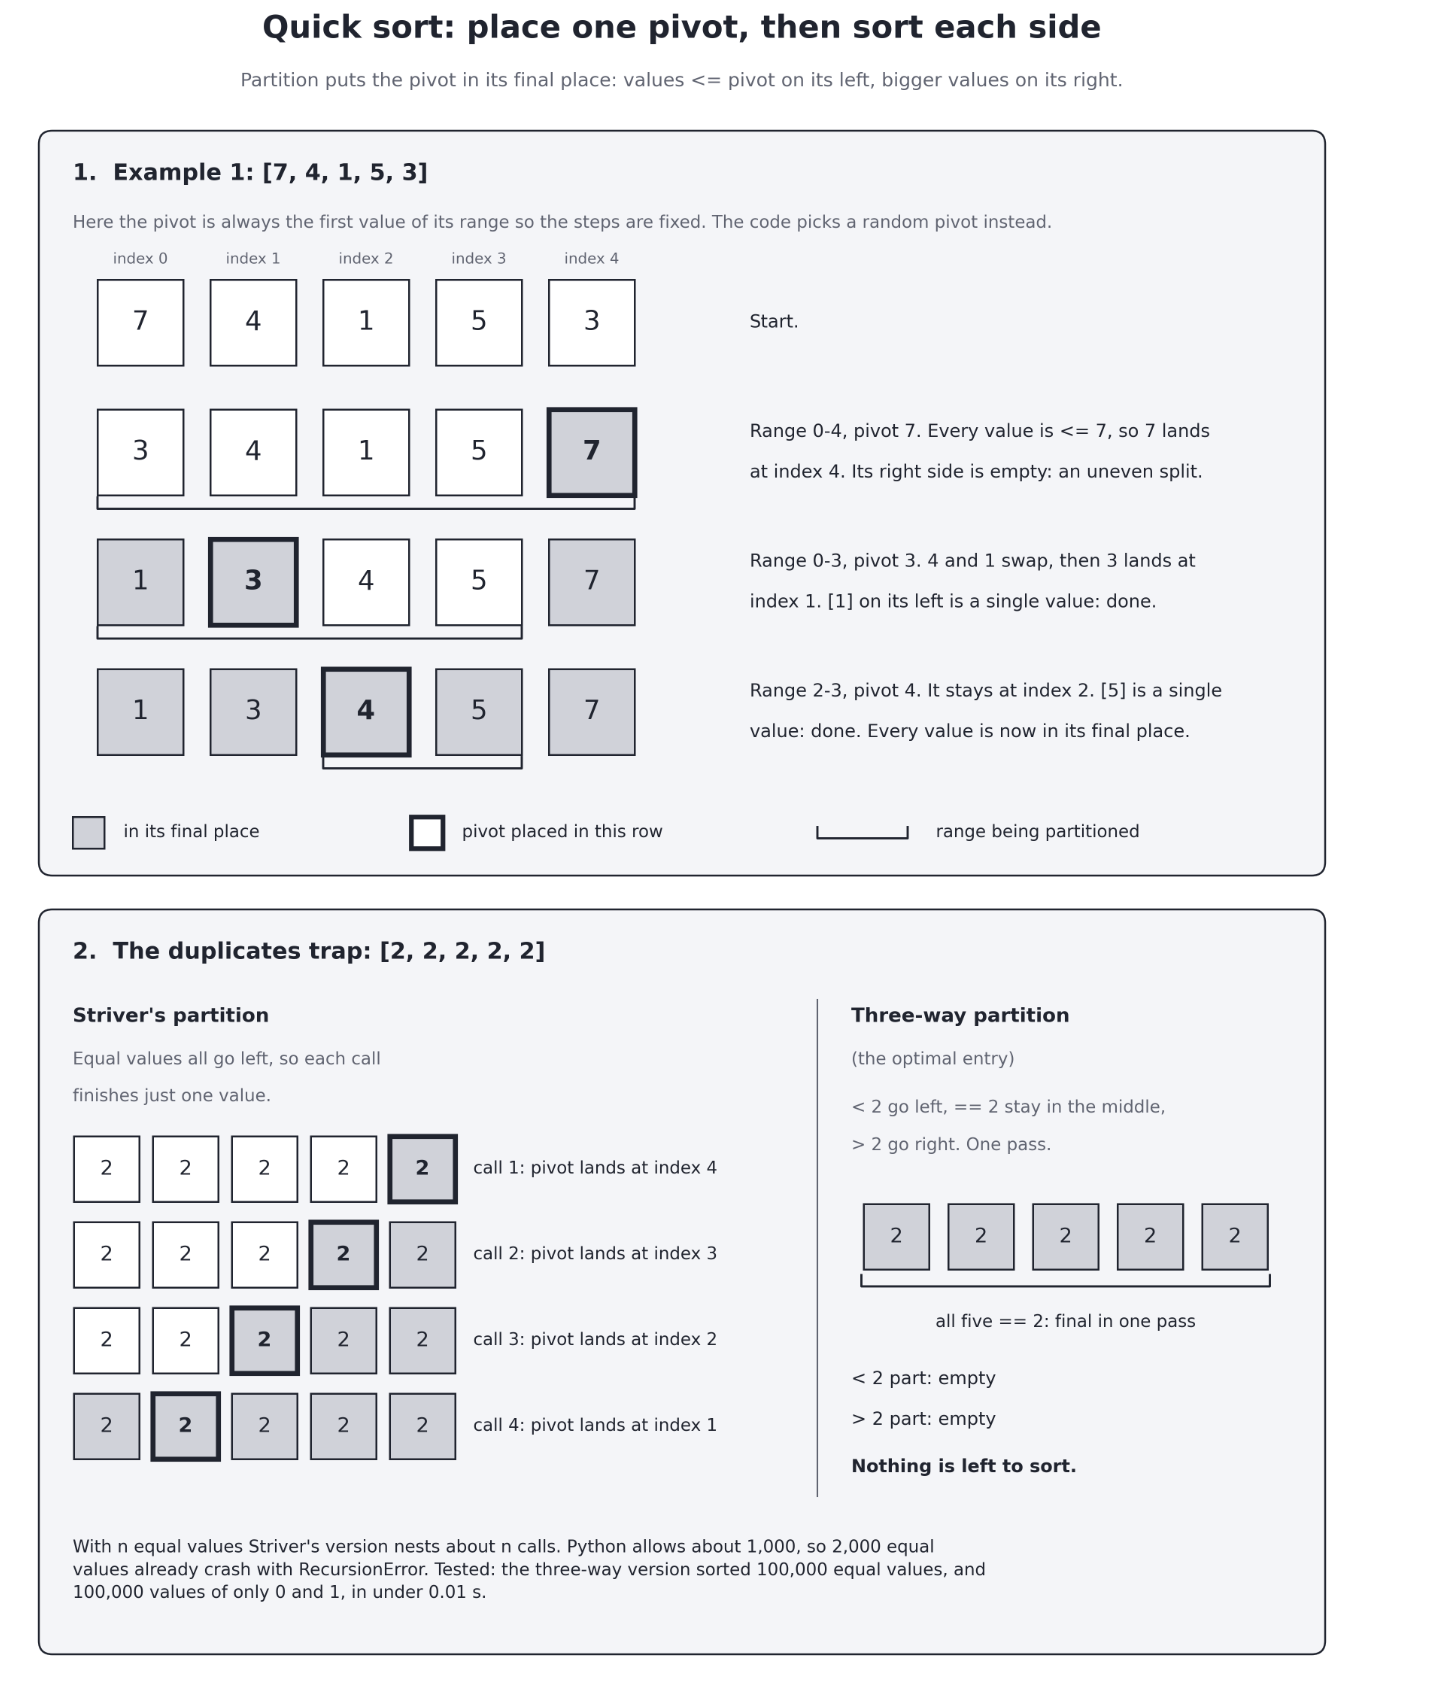 Quick sort: place one pivot, then sort each side
Partition puts the pivot in its final place: values <= pivot on its left, bigger values on its right.
1. Example 1: [7, 4, 1, 5, 3]
Here the pivot is always the first value of its range so the steps are fixed. The code picks a random pivot instead.
index 0 index 1 index 2 index 3 index 4
7 4 1 5 3 Start.
3 4 1 5 7
Range 0-4, pivot 7. Every value is <= 7, so 7 lands
at index 4. Its right side is empty: an uneven split.
1 3 4 5 7
Range 0-3, pivot 3. 4 and 1 swap, then 3 lands at
index 1. [1] on its left is a single value: done.
1 3 4 5 7
Range 2-3, pivot 4. It stays at index 2. [5] is a single
value: done. Every value is now in its final place.
in its final place pivot placed in this row range being partitioned
2. The duplicates trap: [2, 2, 2, 2, 2]
Striver's partition
Equal values all go left, so each call
finishes just one value.
2 2 2 2 2 call 1: pivot lands at index 4
2 2 2 2 2 call 2: pivot lands at index 3
2 2 2 2 2 call 3: pivot lands at index 2
2 2 2 2 2 call 4: pivot lands at index 1
Three-way partition
(the optimal entry)
< 2 go left, == 2 stay in the middle,
> 2 go right. One pass.
2 2 2 2 2
all five == 2: final in one pass
< 2 part: empty
> 2 part: empty
Nothing is left to sort.
With n equal values Striver's version nests about n calls. Python allows about 1,000, so 2,000 equal
values already crash with RecursionError. Tested: the three-way version sorted 100,000 equal values, and
100,000 values of only 0 and 1, in under 0.01 s.